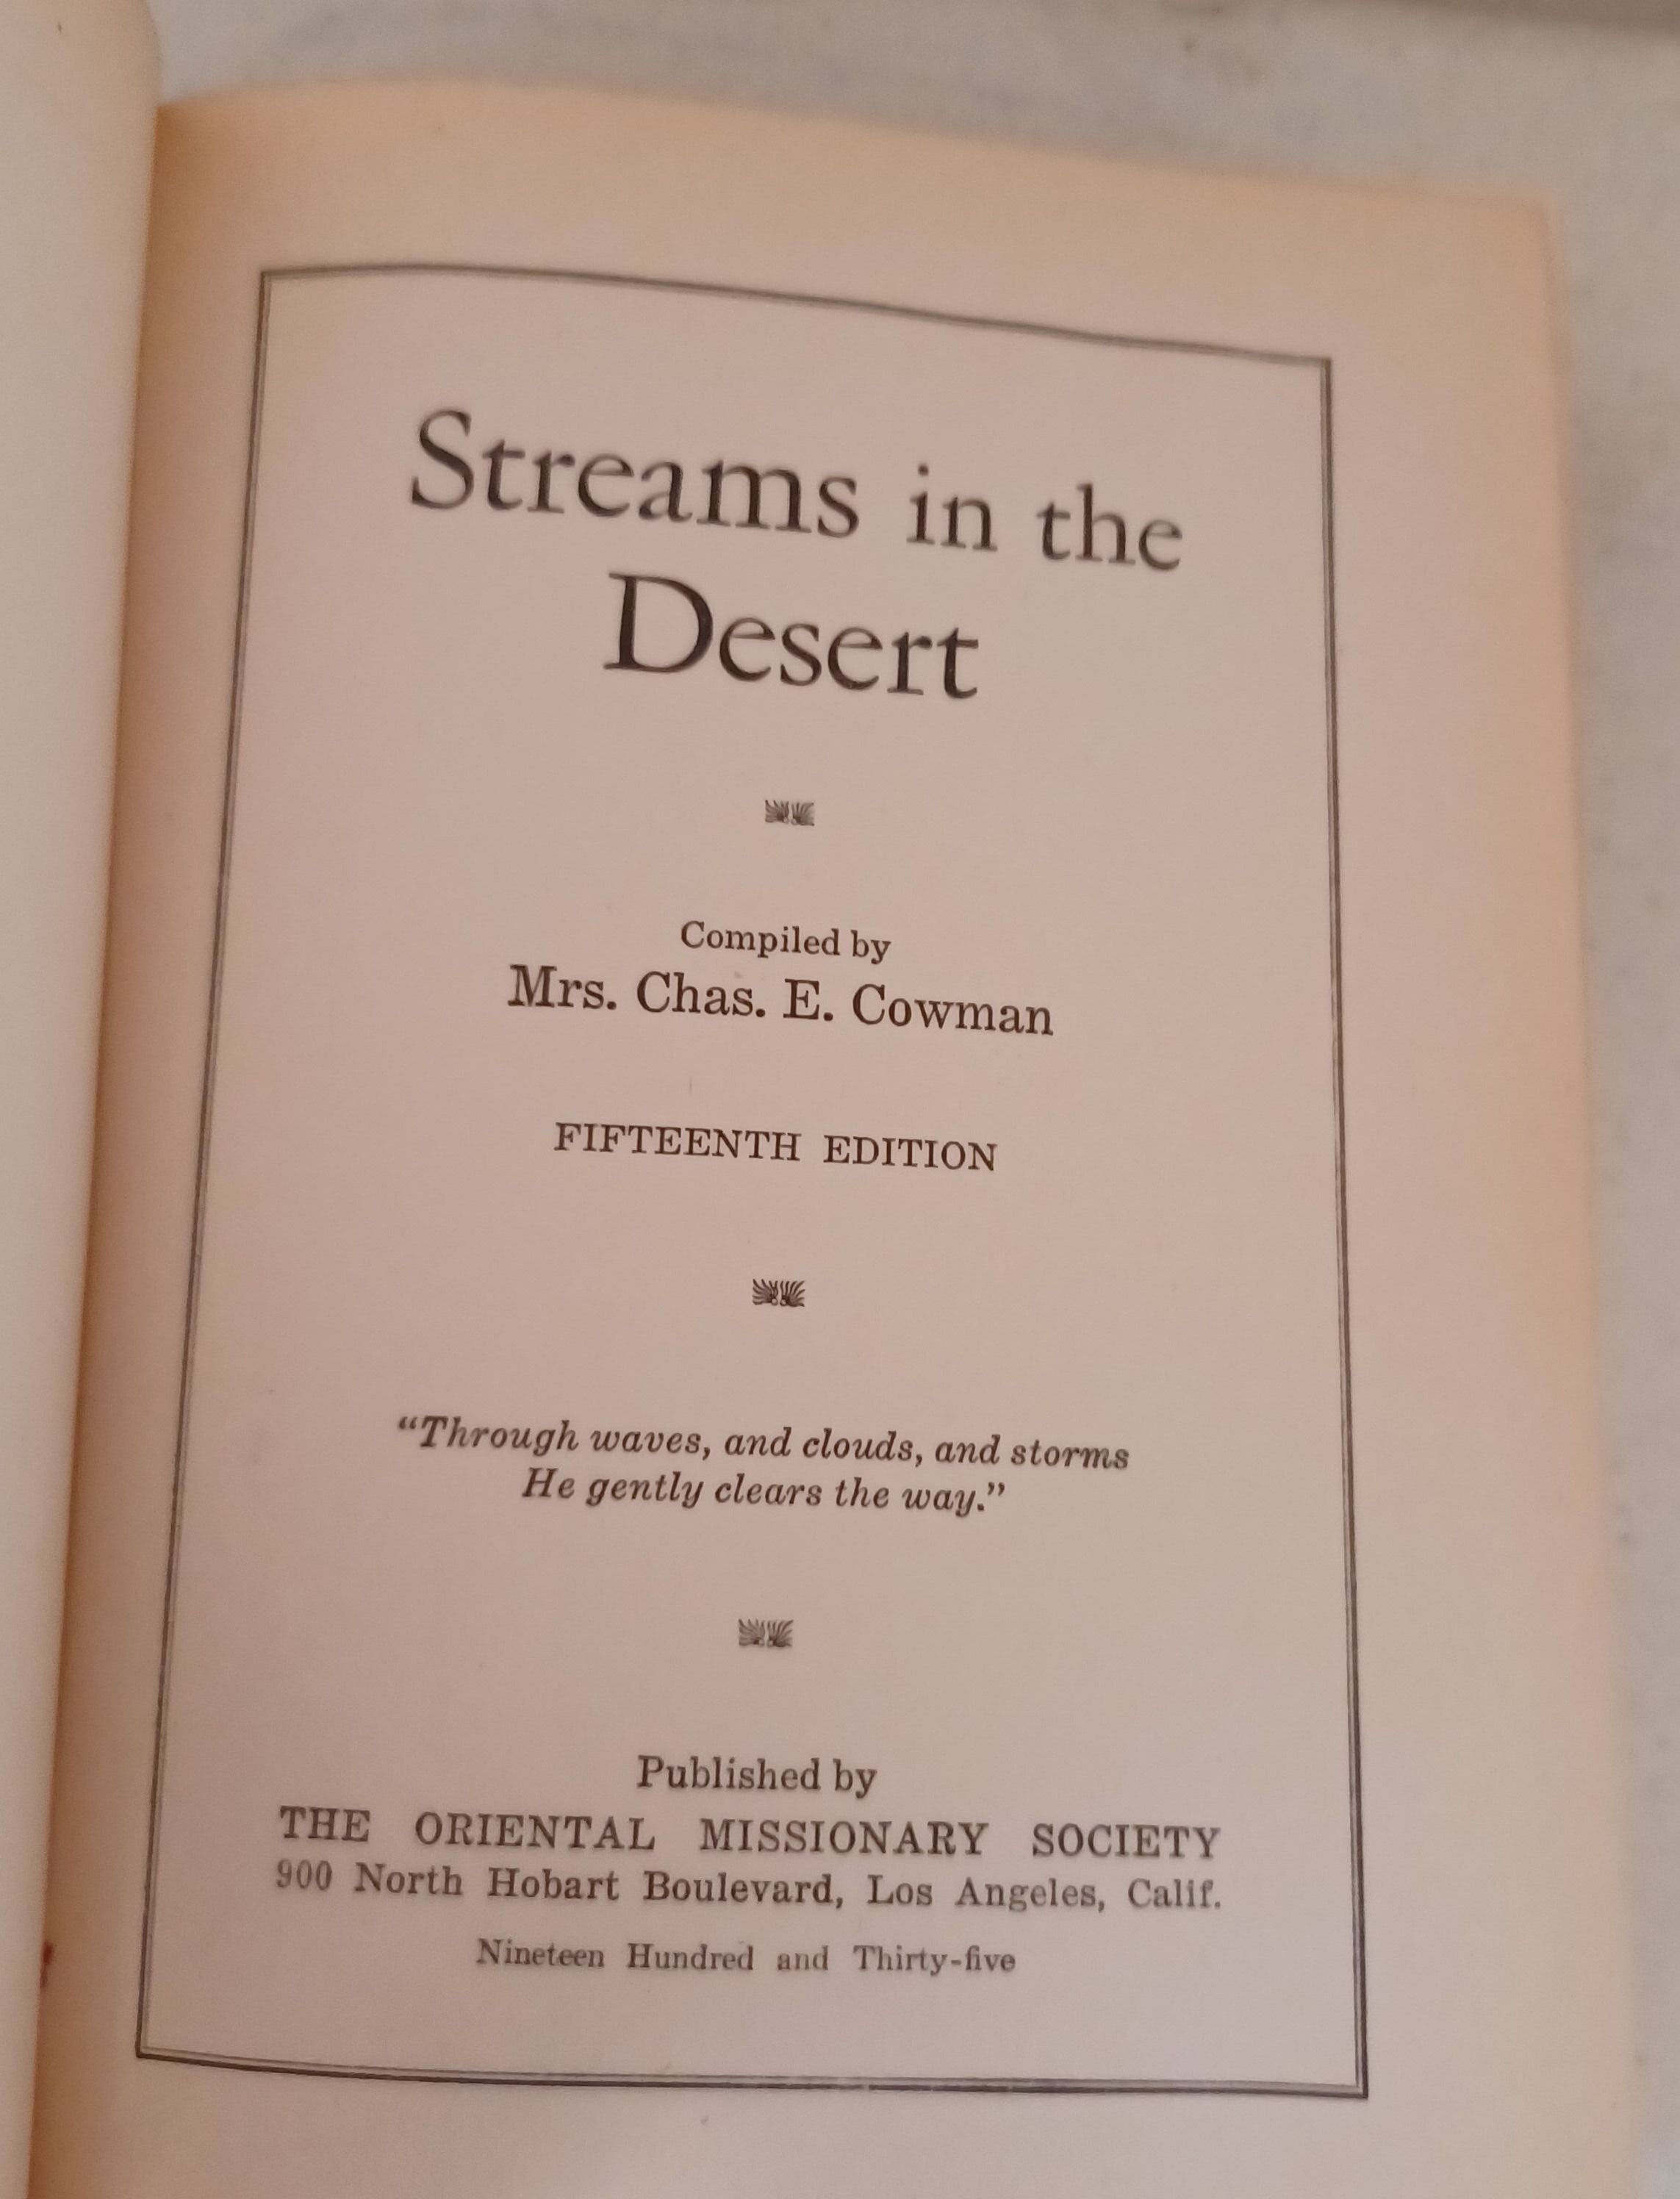 Streams in the
Desert
Compiled by
Mrs. Chas. E. Cowman
FIFTEENTH EDITION
“Through waves, and clouds, and storms
He gently clears the way.”
Published by
THE ORIENTAL MISSIONARY SOCIETY
900 North Hobart Boulevard, Los Angeles, Calif.
Nineteen Hundred and Thirty-five